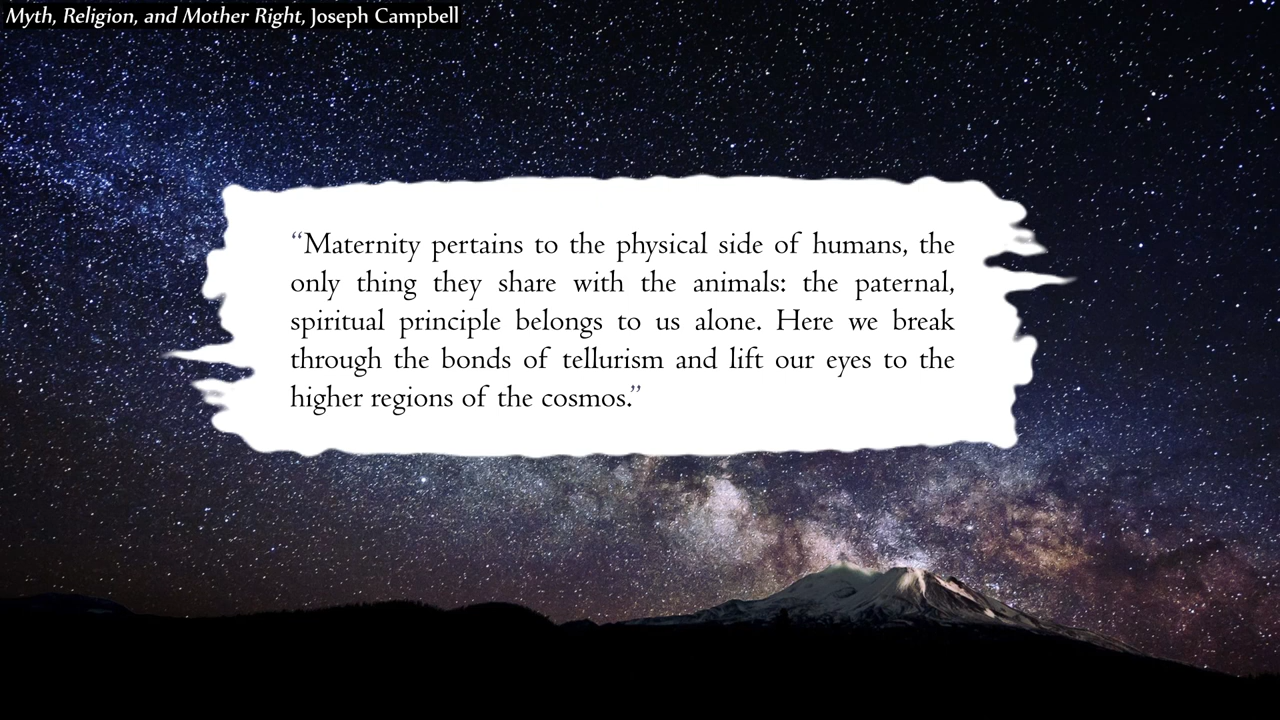 Myth, Religion, and Mother Right, Joseph Campbell
“Maternity pertains to the physical side of humans, the
only thing they share with the animals: the paternal,
spiritual principle belongs to us alone. Here we break
through the bonds of tellurism and lift our eyes to the
higher regions of the cosmos.”